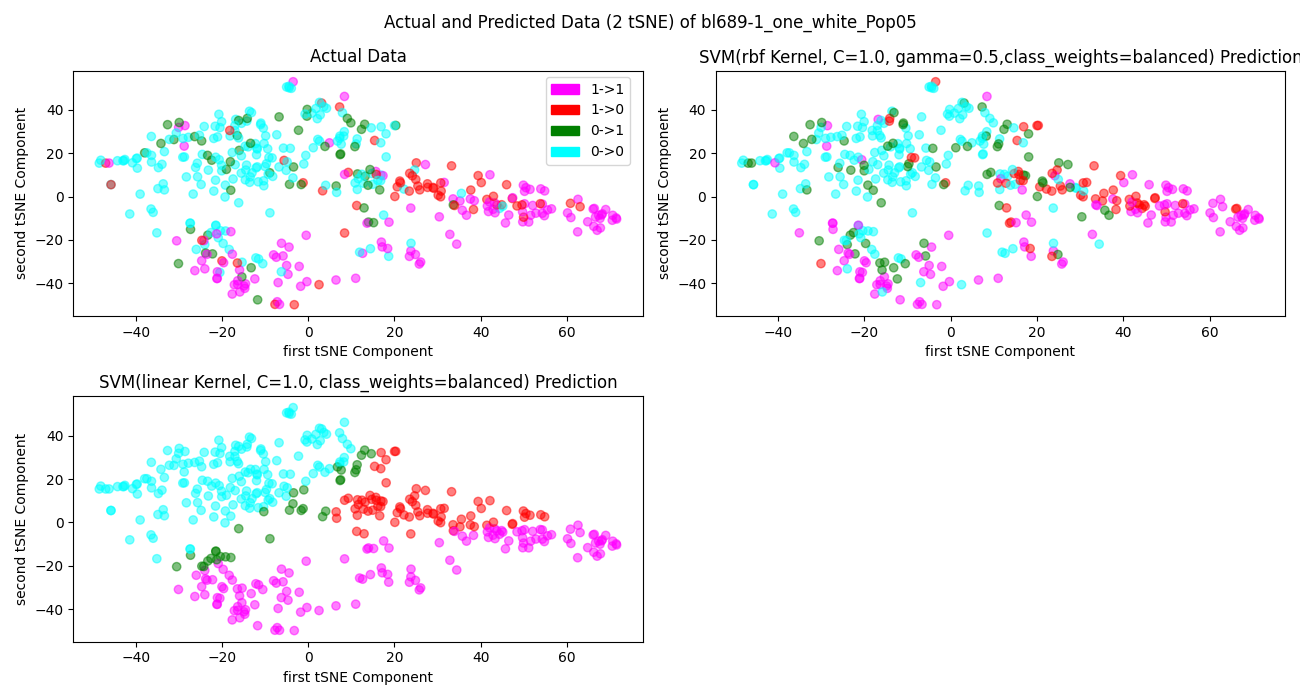 Actual and Predicted Data (2 tSNE) of bl689-1_one_white_Pop05
Actual Data
second tSNE Component
40
20
0
−20
−40
1->1
1->0
0->1
0->0
−40 −20 0 20 40 60
first tSNE Component
SVM(rbf Kernel, C=1.0, gamma=0.5,class_weights=balanced) Prediction
second tSNE Component
40
20
0
−20
−40
−40 −20 0 20 40 60
first tSNE Component
SVM(linear Kernel, C=1.0, class_weights=balanced) Prediction
second tSNE Component
40
20
0
−20
−40
−40 −20 0 20 40 60
first tSNE Component